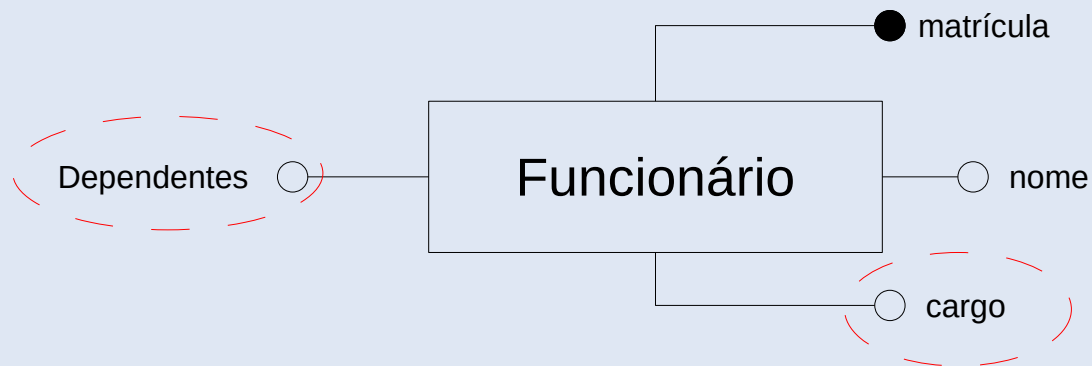 matrícula
Dependentes
Funcionário
nome
cargo